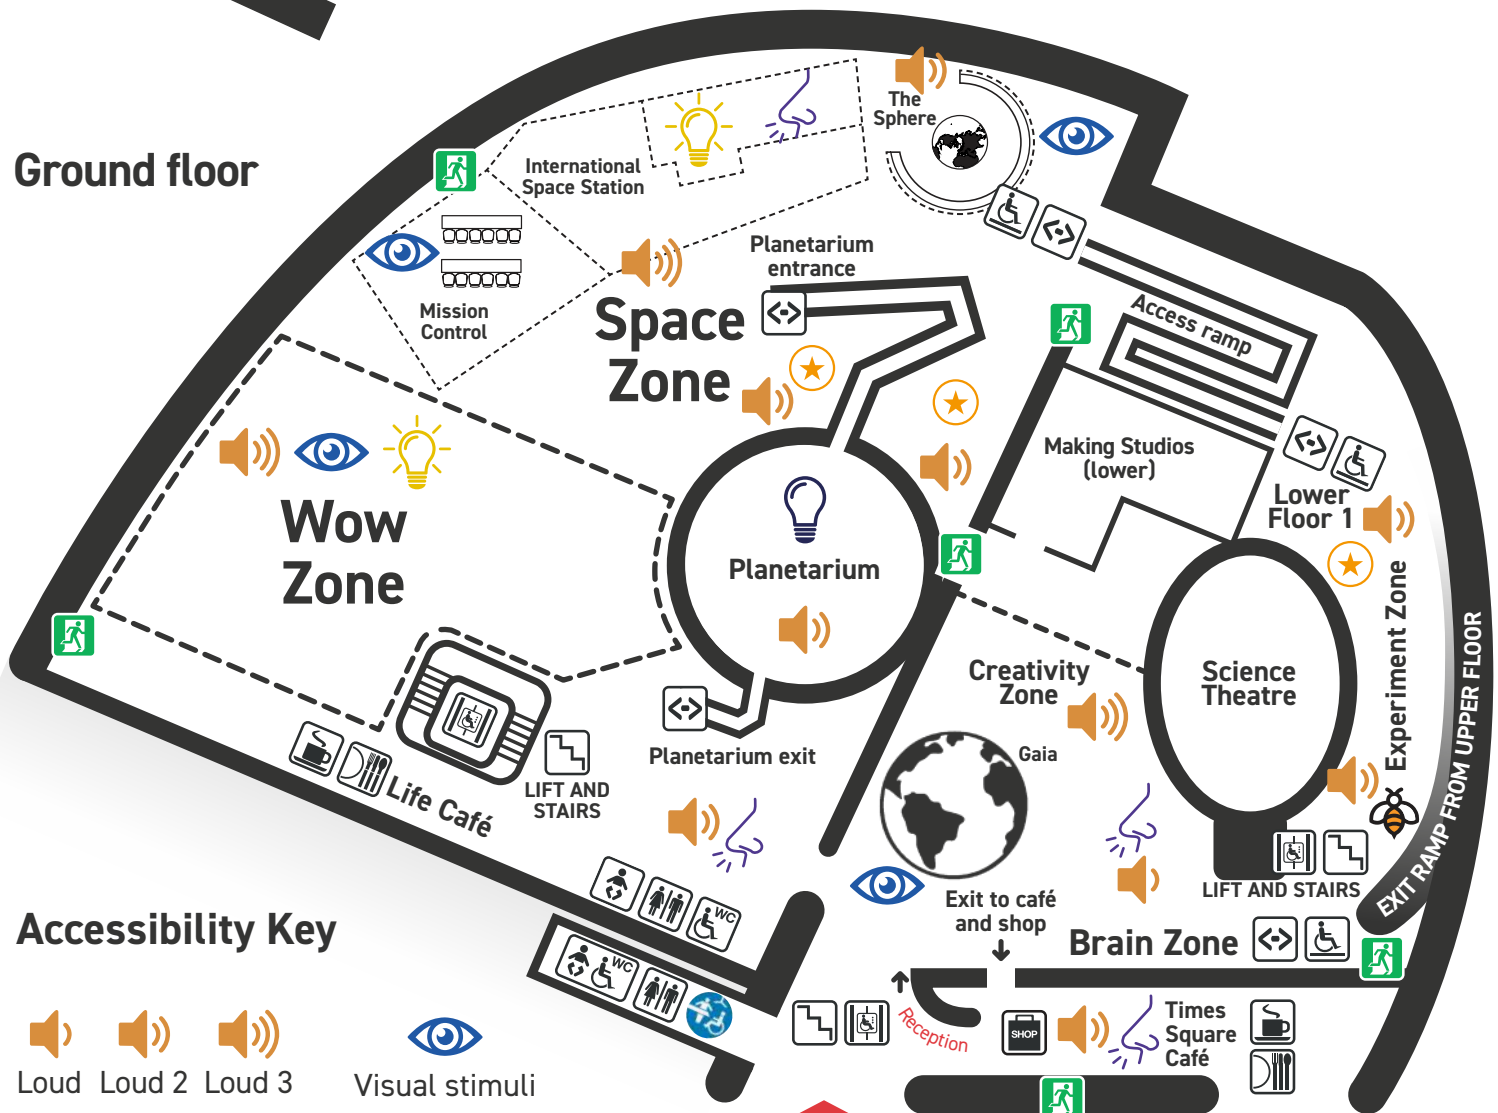 Ground floor
The
Sphere
International
Space Station
Planetarium
entrance
Mission
Control
Space
Zone
Access ramp
Making Studios
(lower)
Lower
Floor 1
Wow
Zone
Planetarium
Experiment Zone
EXIT RAMP FROM UPPER FLOOR
Creativity
Zone
Science
Theatre
Planetarium exit
Gaia
LIFT AND
STAIRS
Life Café
LIFT AND STAIRS
Exit to café
and shop
Brain Zone
WC
WC
Reception
SHOP
Times
Square
Café
Accessibility Key
Loud
Loud 2
Loud 3
Visual stimuli